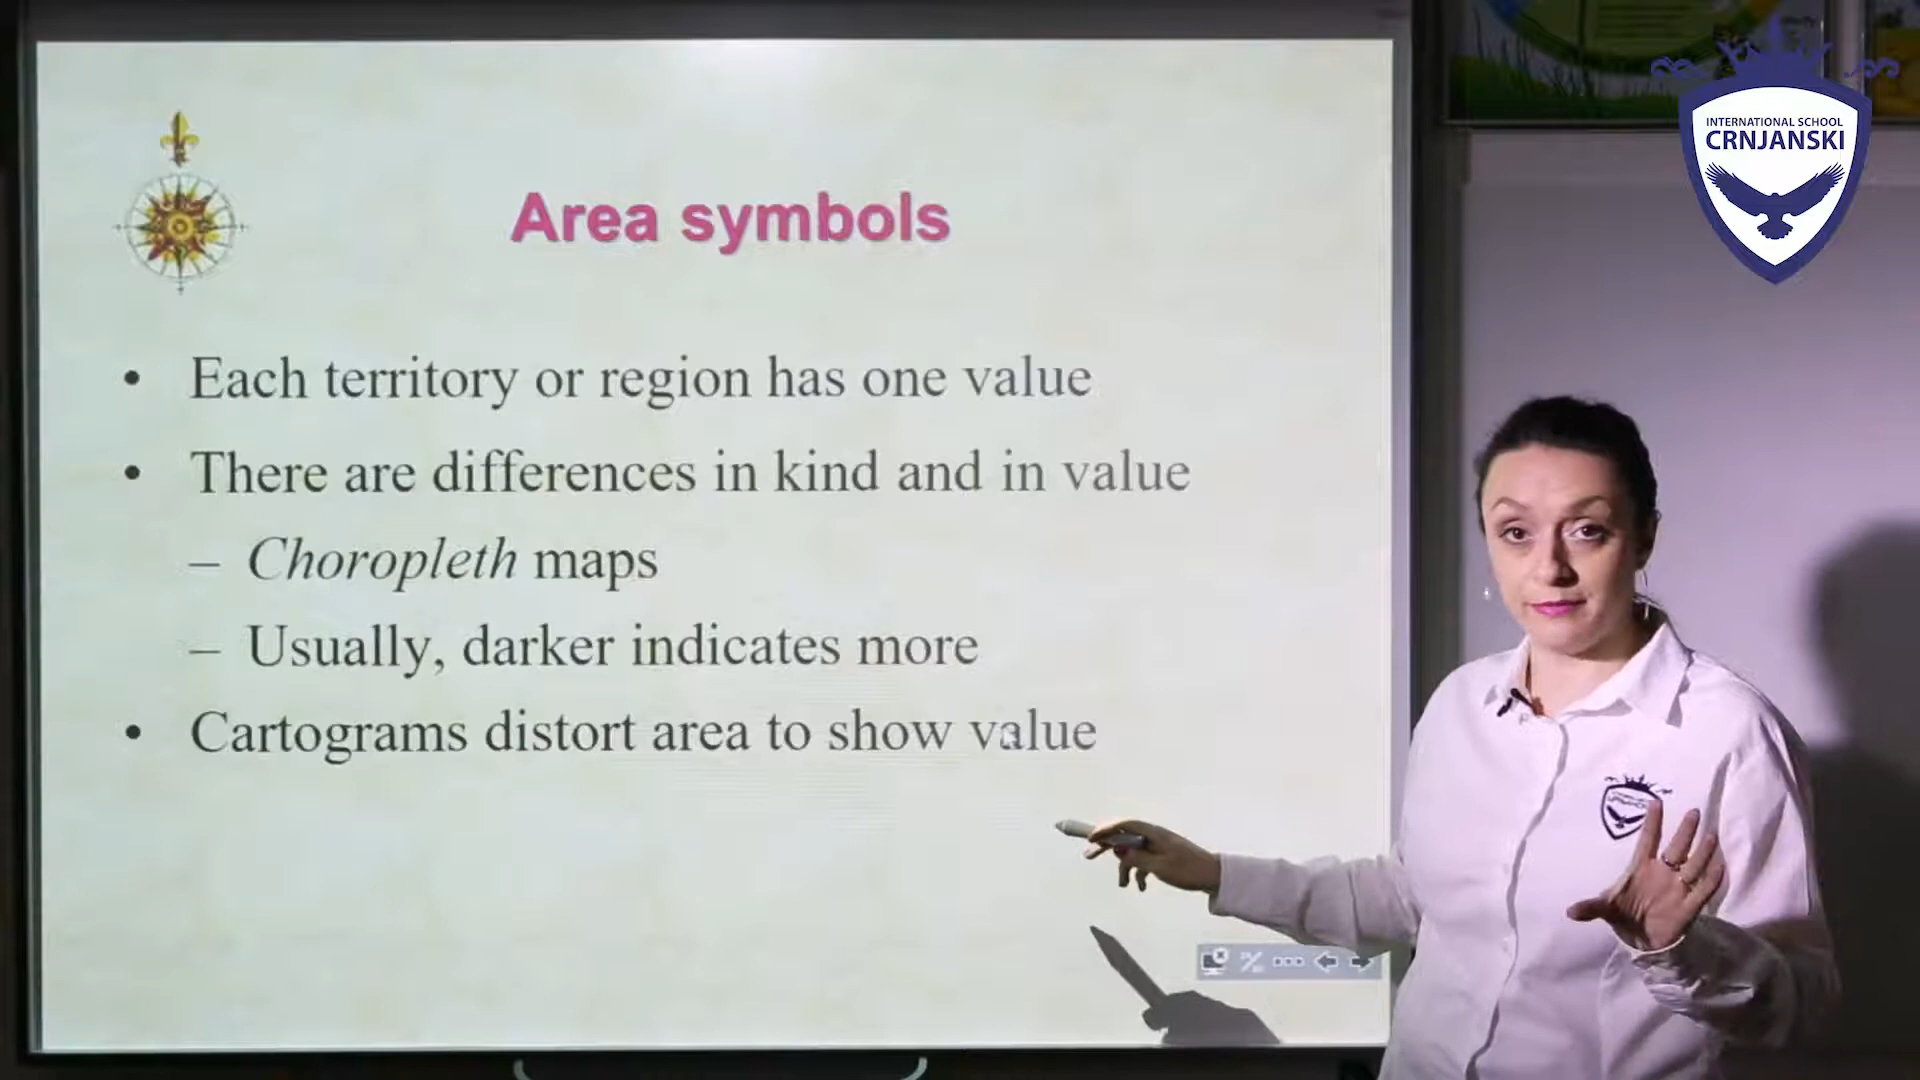 Area symbols
• Each territory or region has one value
• There are differences in kind and in value
– Choropleth maps
– Usually, darker indicates more
• Cartograms distort area to show value
INTERNATIONAL SCHOOL
CRNJANSKI